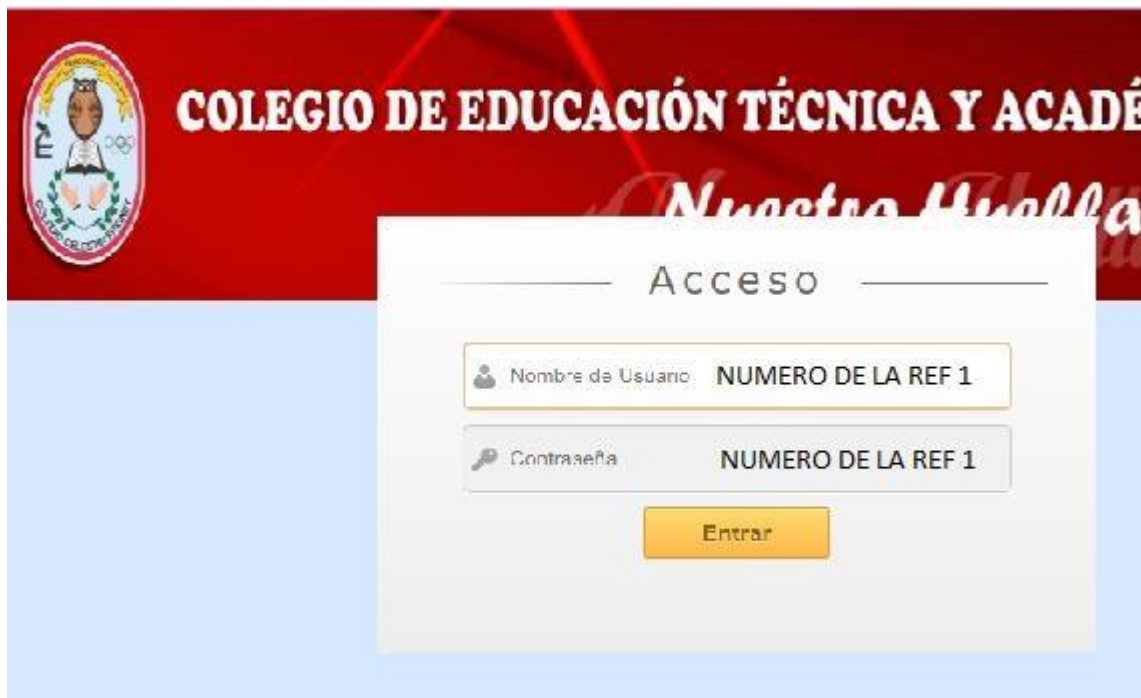 COLEGIO DE EDUCACIÓN TÉCNICA Y ACADÉ
Nuestra Huella
Acceso
Nombre de Usuario NUMERO DE LA REF 1
Contraseña NUMERO DE LA REF 1
Entrar